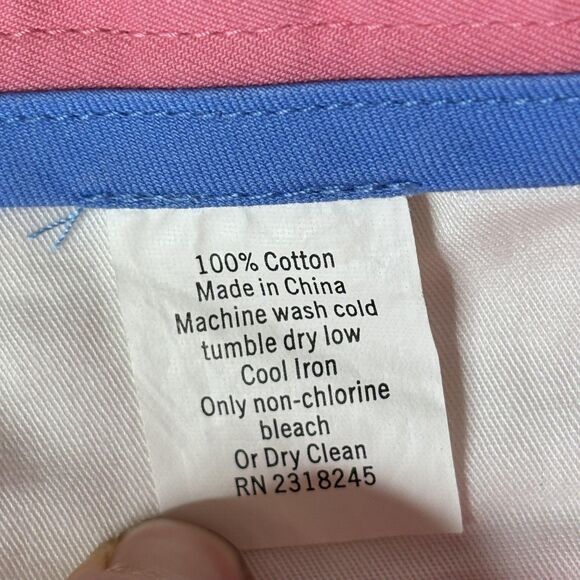 100% Cotton
Made in China
Machine wash cold
tumble dry low
Cool Iron
Only non-chlorine
bleach
Or Dry Clean
RN 2318245